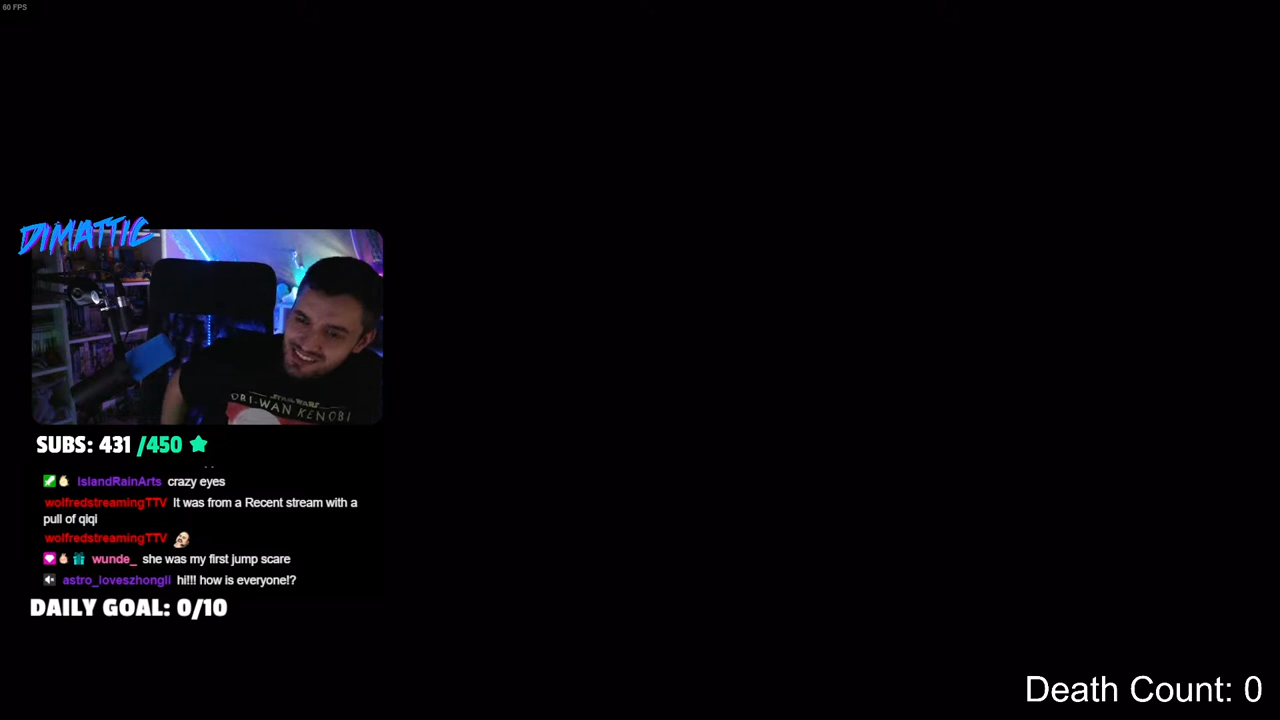 60 FPS
DIMATTIC
STAR WARS
OBI-WAN KENOBI
SUBS: 431 /450
IslandRainArts crazy eyes
wolfredstreamingTTV It was from a Recent stream with a
pull of qiqi
wolfredstreamingTTV
wunde_ she was my first jump scare
astro_loveszhongli hi!!! how is everyone!?
DAILY GOAL: 0/10
Death Count: 0